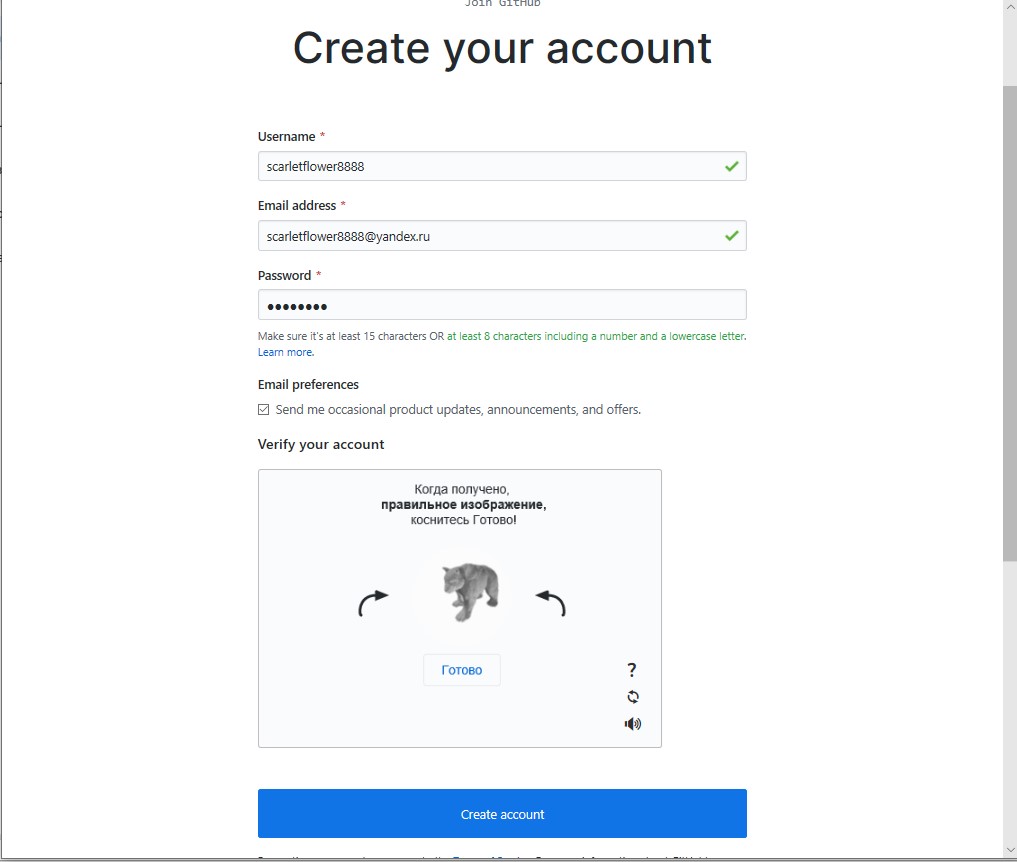 Join GitHub
Create your account
Username *
scarletflower8888
Email address *
scarletflower8888@yandex.ru
Password *
Make sure it's at least 15 characters OR at least 8 characters including a number and a lowercase letter.
Learn more.
Email preferences
Send me occasional product updates, announcements, and offers.
Verify your account
Когда получено,
правильное изображение,
коснитесь Готово!
Готово
?
Create account